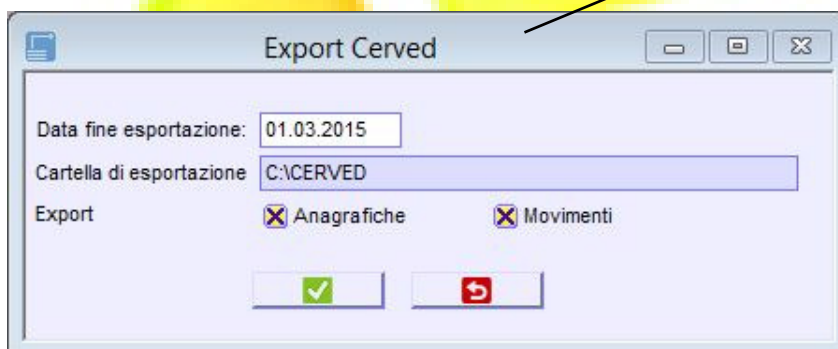 Export Cerved
Data fine esportazione: 01.03.2015
Cartella di esportazione C:\CERVED
Export Anagrafiche Movimenti